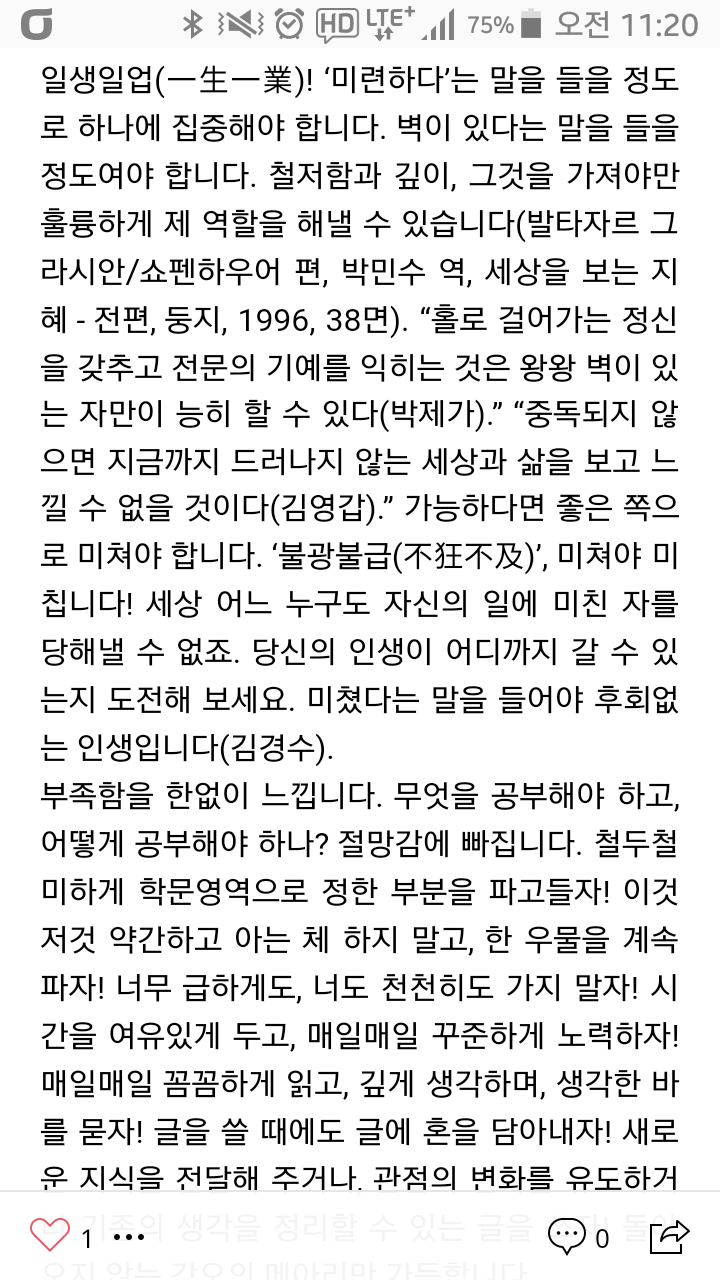 HD LTE+ 75% 오전 11:20
일생일업(一生一業)! ‘미련하다’는 말을 들을 정도
로 하나에 집중해야 합니다. 벽이 있다는 말을 들을
정도여야 합니다. 철저함과 깊이, 그것을 가져야만
훌륭하게 제 역할을 해낼 수 있습니다(발타자르 그
라시안/쇼펜하우어 편, 박민수 역, 세상을 보는 지
혜 - 전편, 둥지, 1996, 38면). “홀로 걸어가는 정신
을 갖추고 전문의 기예를 익히는 것은 왕왕 벽이 있
는 자만이 능히 할 수 있다(박제가).” “중독되지 않
으면 지금까지 드러나지 않는 세상과 삶을 보고 느
낄 수 없을 것이다(김영갑).” 가능하다면 좋은 쪽으
로 미쳐야 합니다. ‘불광불급(不狂不及)’, 미쳐야 미
칩니다! 세상 어느 누구도 자신의 일에 미친 자를
당해낼 수 없죠. 당신의 인생이 어디까지 갈 수 있
는지 도전해 보세요. 미쳤다는 말을 들어야 후회없
는 인생입니다(김경수).
부족함을 한없이 느낍니다. 무엇을 공부해야 하고,
어떻게 공부해야 하나? 절망감에 빠집니다. 철두철
미하게 학문영역으로 정한 부분을 파고들자! 이것
저것 약간하고 아는 체 하지 말고, 한 우물을 계속
파자! 너무 급하게도, 너도 천천히도 가지 말자! 시
간을 여유있게 두고, 매일매일 꾸준하게 노력하자!
매일매일 꼼꼼하게 읽고, 깊게 생각하며, 생각한 바
를 묻자! 글을 쓸 때에도 글에 혼을 담아내자! 새로
운 지식을 전달해 주거나, 관점의 변화를 유도하거
나 기존의 생각을 정리할 수 있는 글을 쓰자! 돌아
오지 않는 각오의 메아리만 가득합니다
1 0